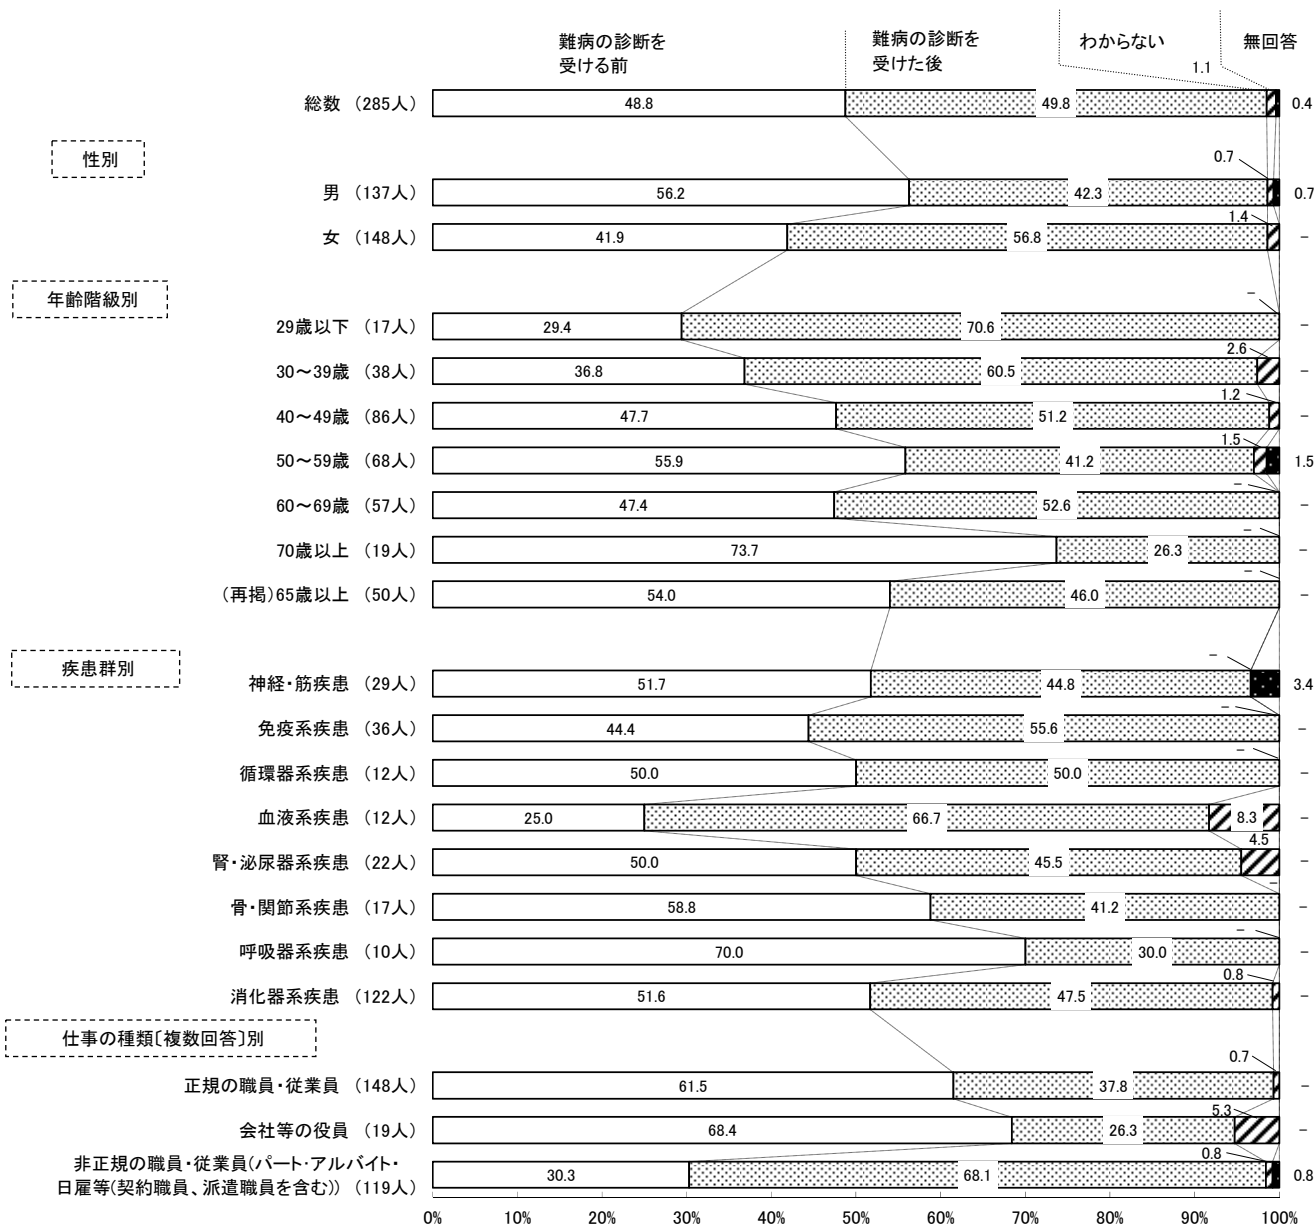 難病の診断を
受ける前
難病の診断を
受けた後
わからない
無回答
1.1
総数 (285人) 48.8 49.8 0.4
性別
0.7
男 (137人) 56.2 42.3 0.7
1.4
女 (148人) 41.9 56.8 －
年齢階級別
－
29歳以下 (17人) 29.4 70.6 －
2.6
30～39歳 (38人) 36.8 60.5 －
1.2
40～49歳 (86人) 47.7 51.2 －
1.5
50～59歳 (68人) 55.9 41.2 1.5
－
60～69歳 (57人) 47.4 52.6 －
－
70歳以上 (19人) 73.7 26.3 －
－
(再掲)65歳以上 (50人) 54.0 46.0 －
疾患群別
－
神経・筋疾患 (29人) 51.7 44.8 3.4
－
免疫系疾患 (36人) 44.4 55.6 －
－
循環器系疾患 (12人) 50.0 50.0 －
血液系疾患 (12人) 25.0 66.7 8.3 －
4.5
腎・泌尿器系疾患 (22人) 50.0 45.5 －
－
骨・関節系疾患 (17人) 58.8 41.2 －
－
呼吸器系疾患 (10人) 70.0 30.0 －
0.8
消化器系疾患 (122人) 51.6 47.5 －
仕事の種類〔複数回答〕別
0.7
正規の職員・従業員 (148人) 61.5 37.8 －
5.3
会社等の役員 (19人) 68.4 26.3 －
0.8
非正規の職員・従業員(パート・アルバイト・
日雇等(契約職員、派遣職員を含む)) (119人) 30.3 68.1 0.8
0% 10% 20% 30% 40% 50% 60% 70% 80% 90% 100%